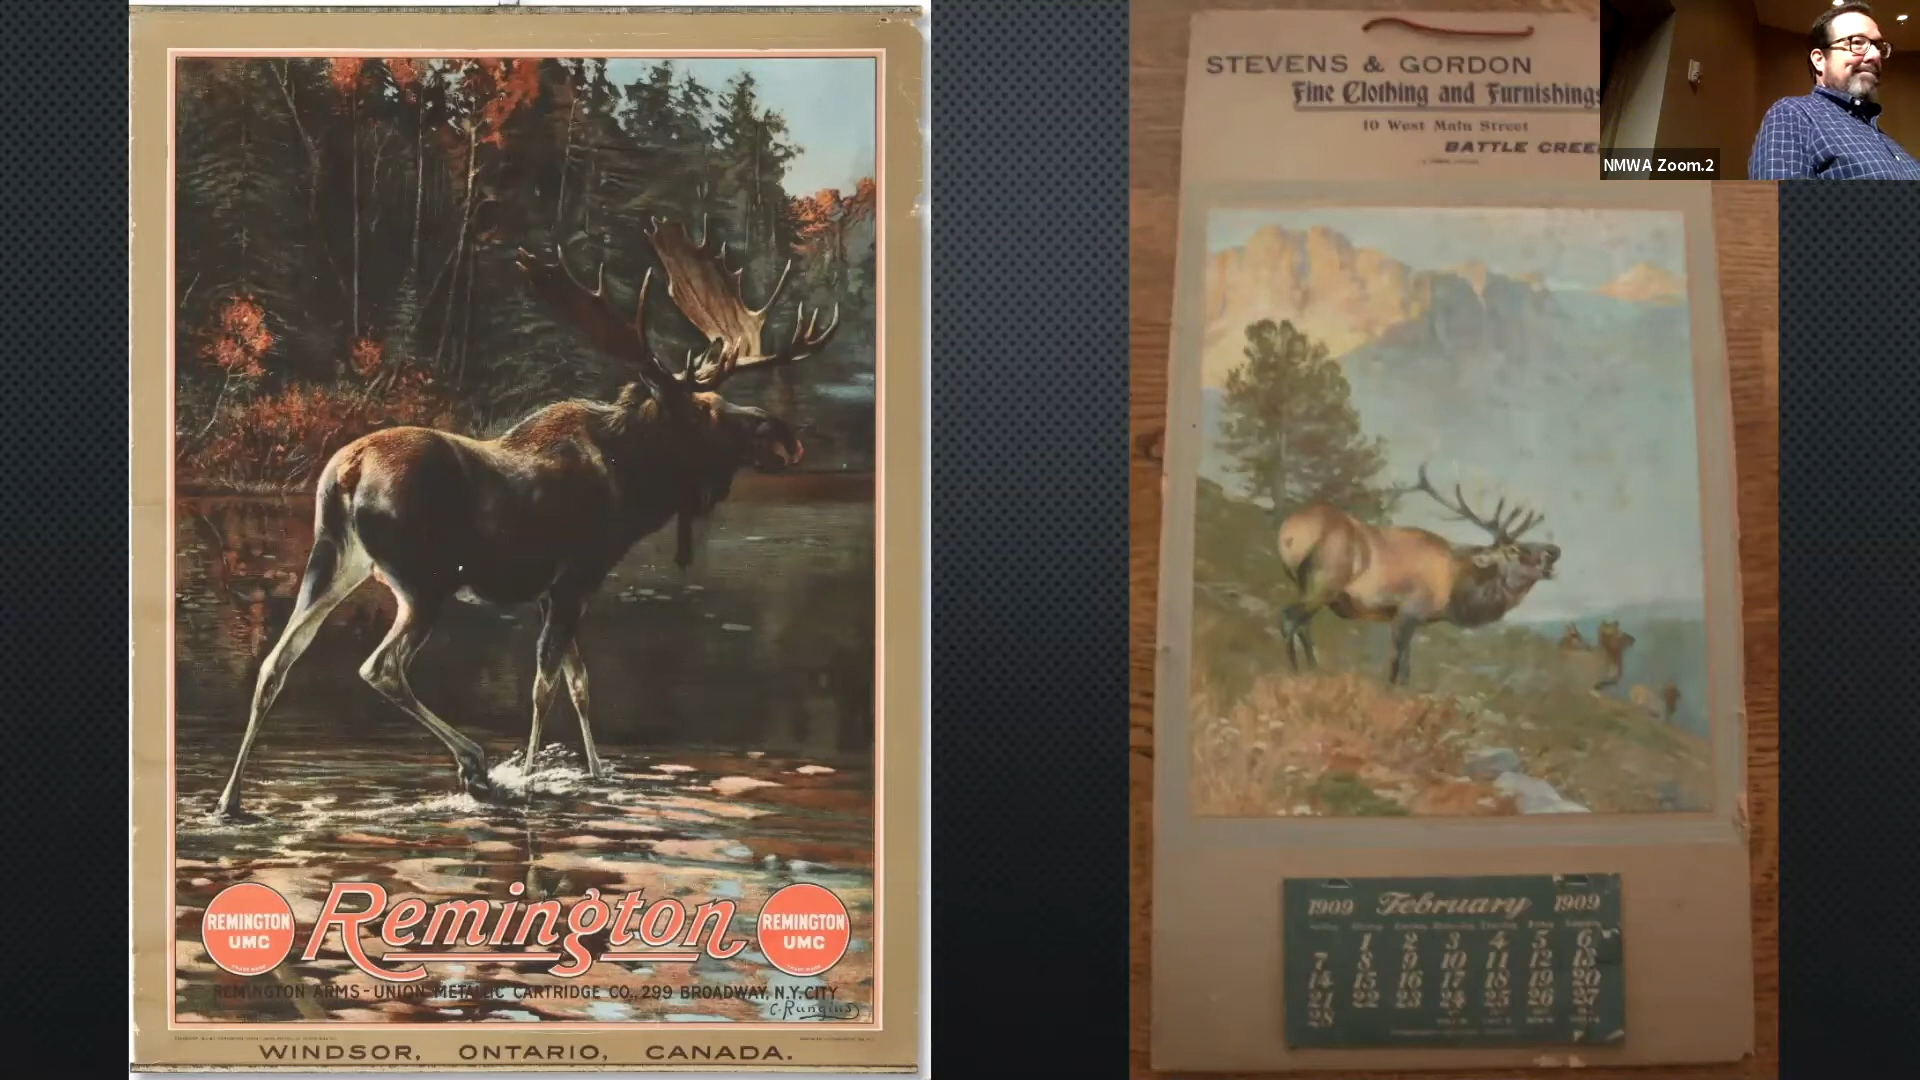 REMINGTON
UMC
Remington
REMINGTON
UMC
REMINGTON ARMS-UNION METALLIC CARTRIDGE CO., 299 BROADWAY, N.Y. CITY
C. Rungius
WINDSOR, ONTARIO, CANADA.
STEVENS & GORDON
Fine Clothing and Furnishings
10 West Main Street
BATTLE CREE
NMWA Zoom.2
1909 February 1909
1 2 3 4 5 6
7 8 9 10 11 12 13
14 15 16 17 18 19 20
21 22 23 24 25 26 27
28